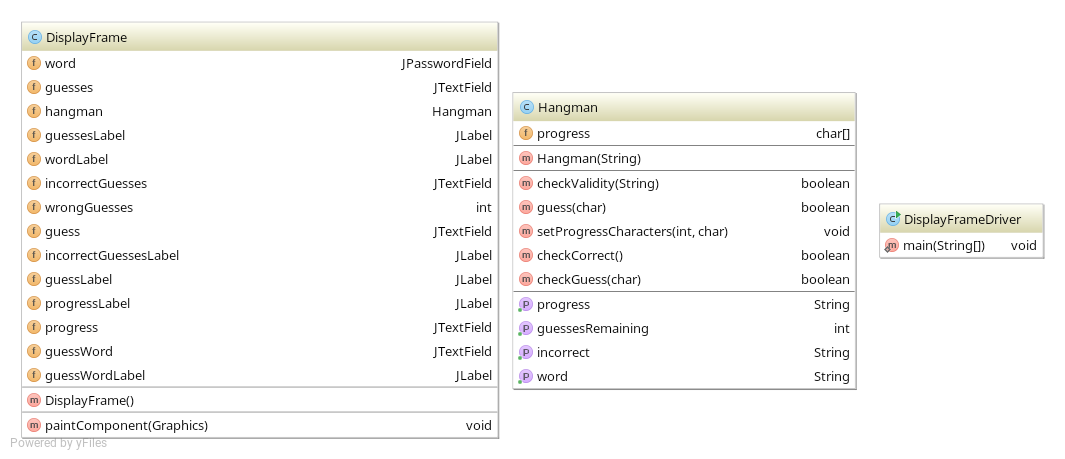 DisplayFrame
word JPasswordField
guesses JTextField
hangman Hangman
guessesLabel JLabel
wordLabel JLabel
incorrectGuesses JTextField
wrongGuesses int
guess JTextField
incorrectGuessesLabel JLabel
guessLabel JLabel
progressLabel JLabel
progress JTextField
guessWord JTextField
guessWordLabel JLabel
DisplayFrame()
paintComponent(Graphics) void
Powered by yFiles
Hangman
progress char[]
Hangman(String)
checkValidity(String) boolean
guess(char) boolean
setProgressCharacters(int, char) void
checkCorrect() boolean
checkGuess(char) boolean
progress String
guessesRemaining int
incorrect String
word String
DisplayFrameDriver
main(String[]) void